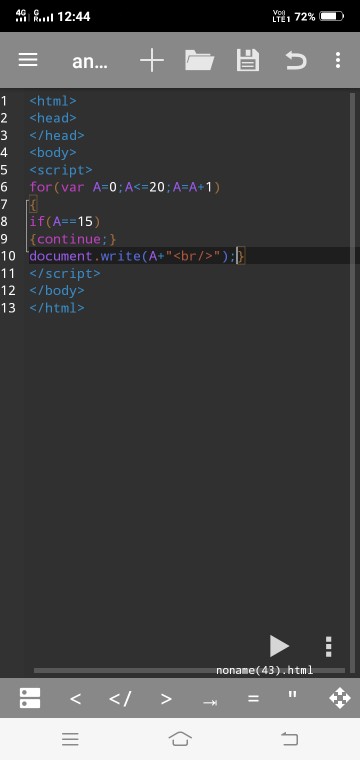 4G G 12:44 Vo)) LTE1 72%
an...
1 <html>
2 <head>
3 </head>
4 <body>
5 <script>
6 for(var A=0;A<=20;A=A+1)
7 {
8 if(A==15)
9 {continue;}
10 document.write(A+"<br/>");}
11 </script>
12 </body>
13 </html>
noname(43).html
< </ > = "